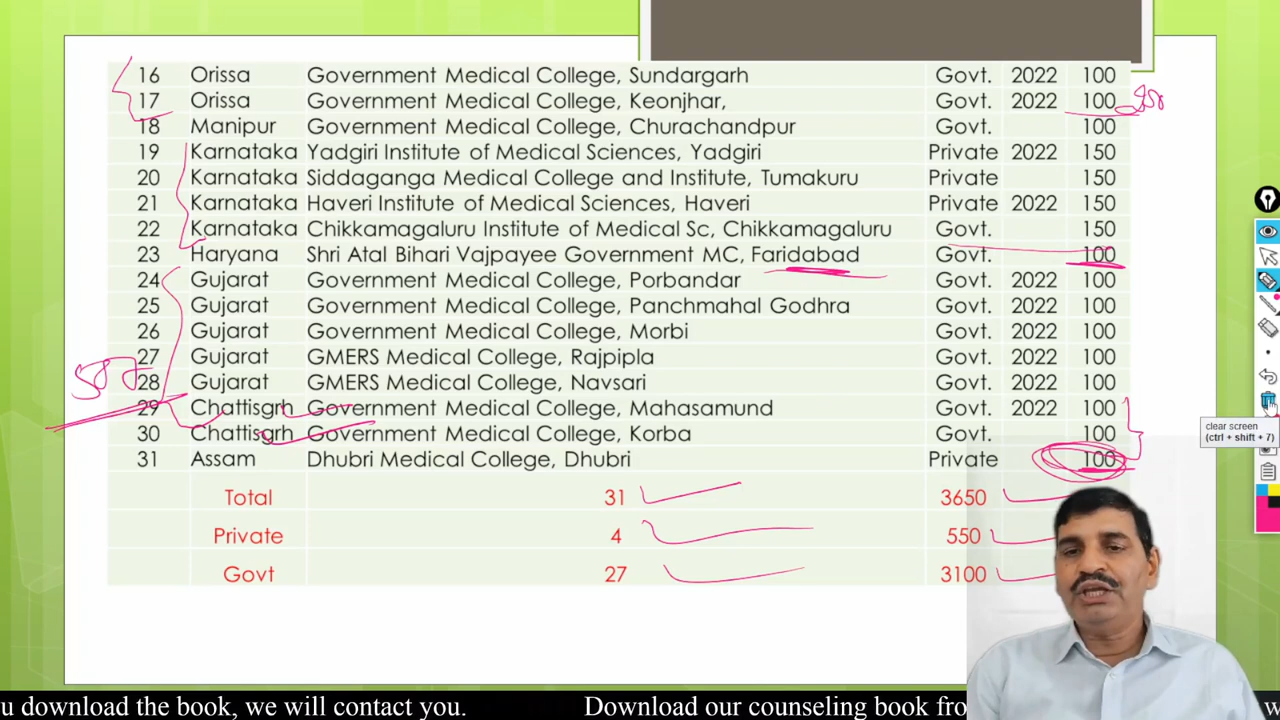 16 Orissa Government Medical College, Sundargarh Govt. 2022 100
17 Orissa Government Medical College, Keonjhar, Govt. 2022 100
18 Manipur Government Medical College, Churachandpur Govt. 100
19 Karnataka Yadgiri Institute of Medical Sciences, Yadgiri Private 2022 150
20 Karnataka Siddaganga Medical College and Institute, Tumakuru Private 150
21 Karnataka Haveri Institute of Medical Sciences, Haveri Private 2022 150
22 Karnataka Chikkamagaluru Institute of Medical Sc, Chikkamagaluru Govt. 150
23 Haryana Shri Atal Bihari Vajpayee Government MC, Faridabad Govt. 100
24 Gujarat Government Medical College, Porbandar Govt. 2022 100
25 Gujarat Government Medical College, Panchmahal Godhra Govt. 2022 100
26 Gujarat Government Medical College, Morbi Govt. 2022 100
27 Gujarat GMERS Medical College, Rajpipla Govt. 2022 100
28 Gujarat GMERS Medical College, Navsari Govt. 2022 100
29 Chattisgrh Government Medical College, Mahasamund Govt. 2022 100
30 Chattisgrh Government Medical College, Korba Govt. 100
31 Assam Dhubri Medical College, Dhubri Private 100
Total 31 3650
Private 4 550
Govt 27 3100
clear screen
(ctrl + shift + 7)
u download the book, we will contact you. Download our counseling book fro